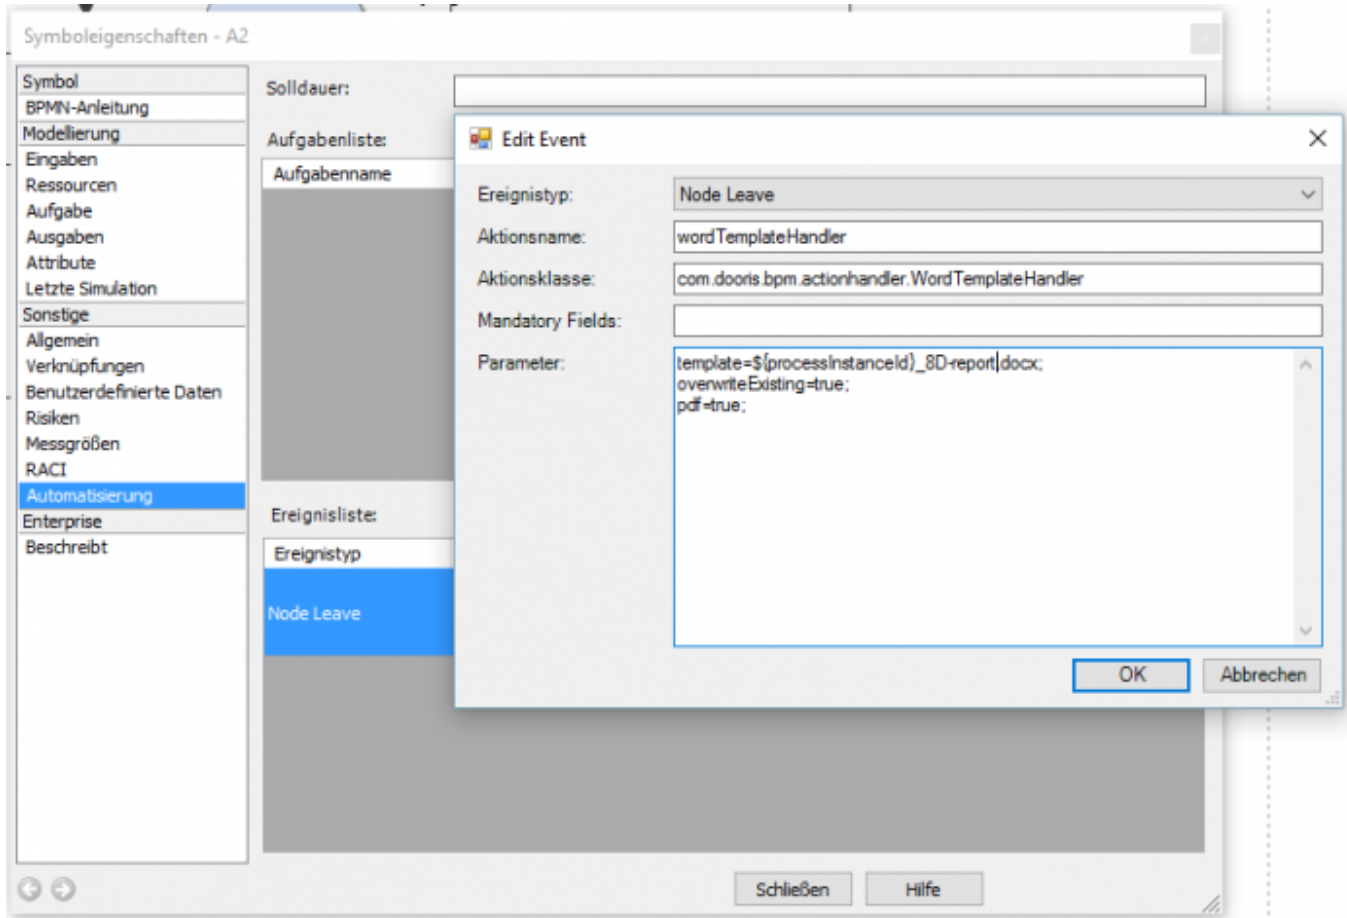 Symboleigenschaften - A2
Symbol
BPMN-Anleitung
Modellierung
Eingaben
Ressourcen
Aufgabe
Ausgaben
Attribute
Letzte Simulation
Sonstige
Allgemein
Verknüpfungen
Benutzerdefinierte Daten
Risiken
Messgrößen
RACI
Automatisierung
Enterprise
Beschreibt
Solldauer:
Aufgabenliste:
Aufgabenname
Ereignisliste:
Ereignistyp
Node Leave
Edit Event
Ereignistyp: Node Leave
Aktionsname: wordTemplateHandler
Aktionsklasse: com.dooris.bpm.actionhandler.WordTemplateHandler
Mandatory Fields:
Parameter: template=${processInstanceId}_8D-report.docx;
overwriteExisting=true;
pdf=true;
OK Abbrechen
Schließen Hilfe